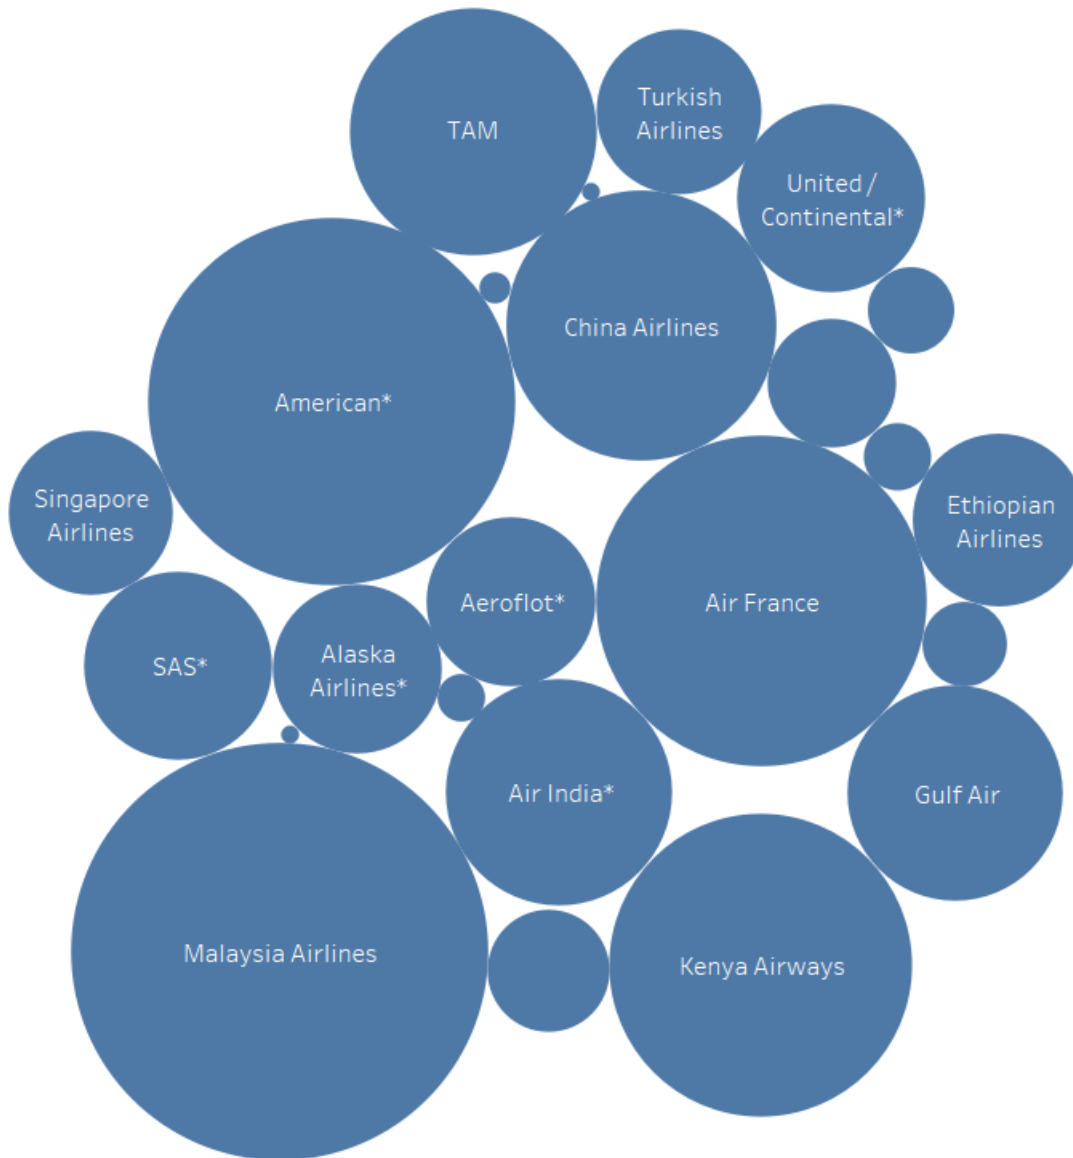 TAM
Turkish
Airlines
United /
Continental*
China Airlines
American*
Singapore
Airlines
Ethiopian
Airlines
Aeroflot*
Air France
SAS*
Alaska
Airlines*
Air India*
Gulf Air
Malaysia Airlines
Kenya Airways